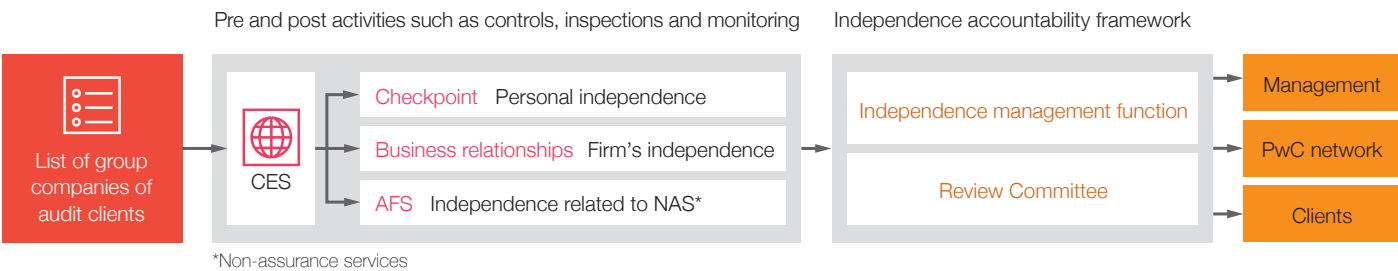 Pre and post activities such as controls, inspections and monitoring
Independence accountability framework
List of group
companies of
audit clients
CES
Checkpoint Personal independence
Business relationships Firm's independence
AFS Independence related to NAS*
Independence management function
Review Committee
Management
PwC network
Clients
*Non-assurance services